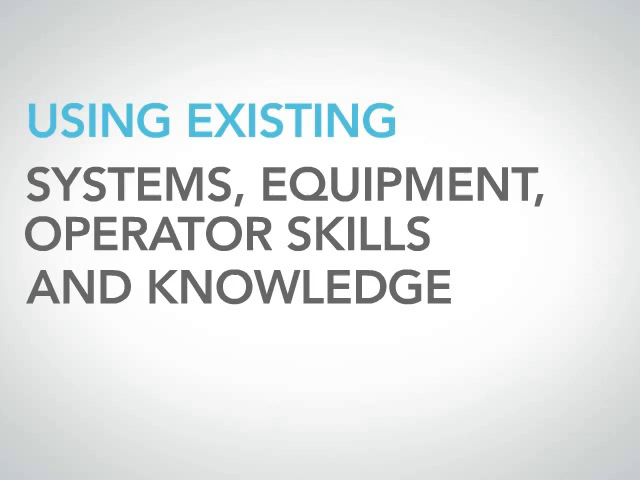 USING EXISTING
SYSTEMS, EQUIPMENT,
OPERATOR SKILLS
AND KNOWLEDGE